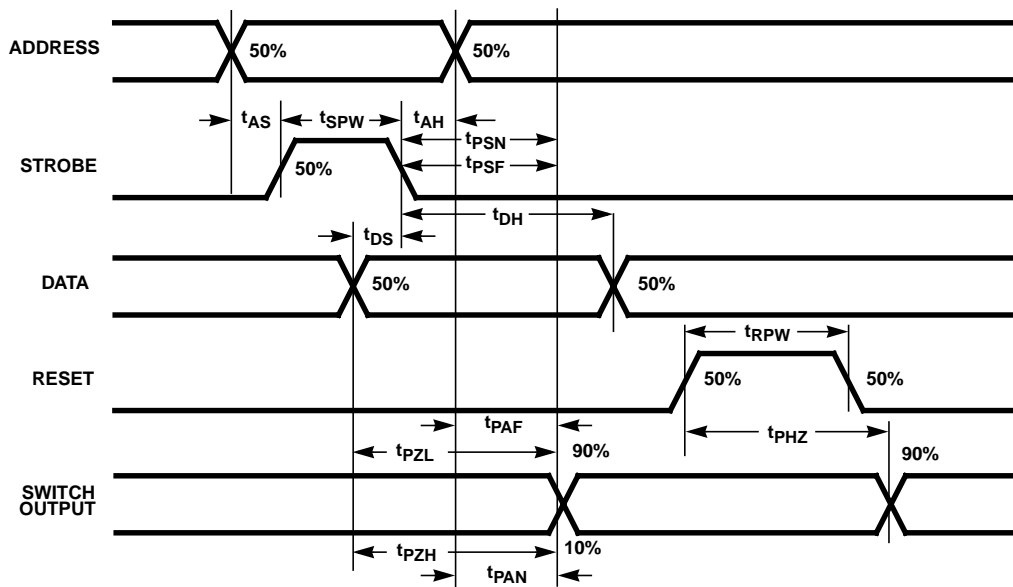 ADDRESS
50%
50%
tAS
tSPW
tAH
tPSN
STROBE
50%
tPSF
tDH
tDS
DATA
50%
50%
tRPW
RESET
50%
50%
tPAF
tPHZ
tPZL
90%
90%
SWITCH
OUTPUT
tPZH
10%
tPAN